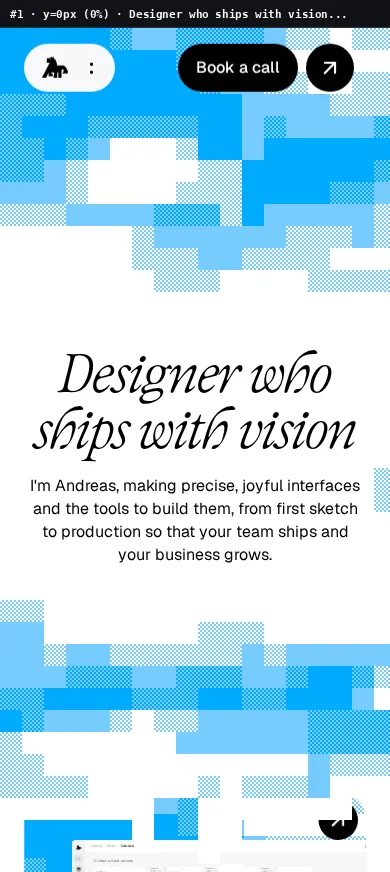 #1 · y=0px (0%) · Designer who ships with vision...
Book a call
Designer who
ships with vision
I'm Andreas, making precise, joyful interfaces
and the tools to build them, from first sketch
to production so that your team ships and
your business grows.